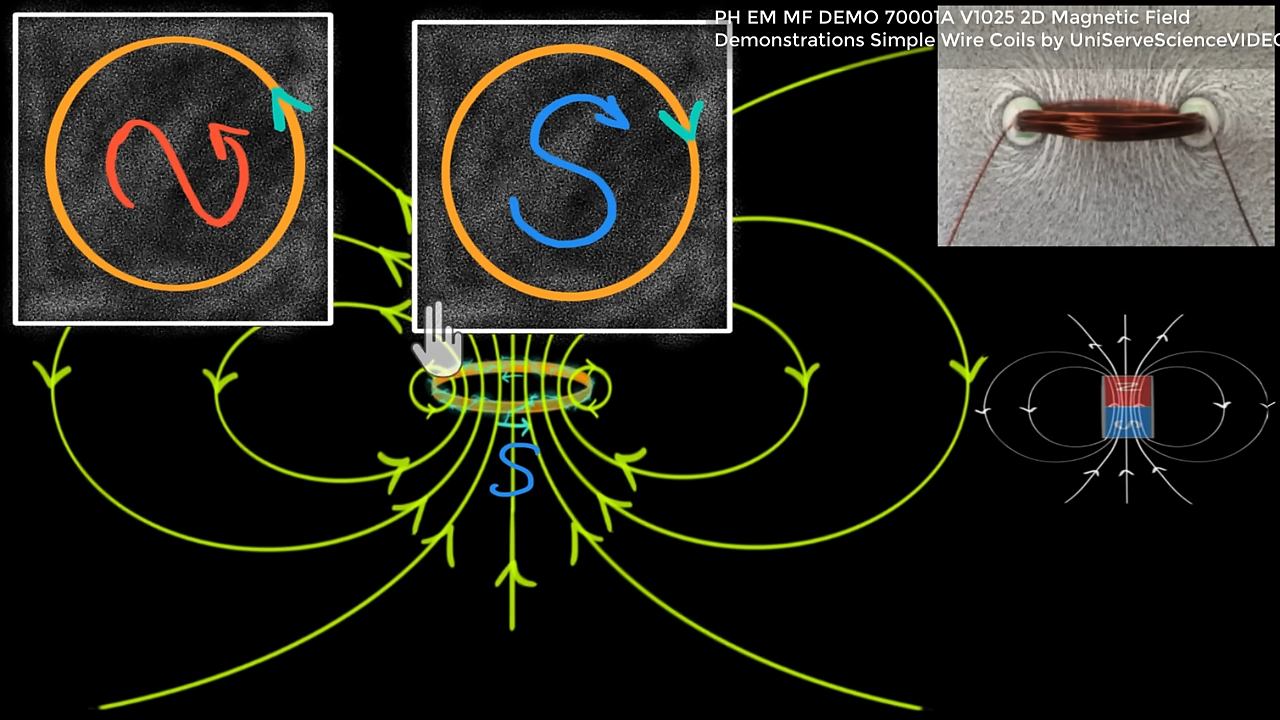 PH EM MF DEMO 70001A V1025 2D Magnetic Field
Demonstrations Simple Wire Coils by UniServeScienceVIDEO
N
S
S
N
S